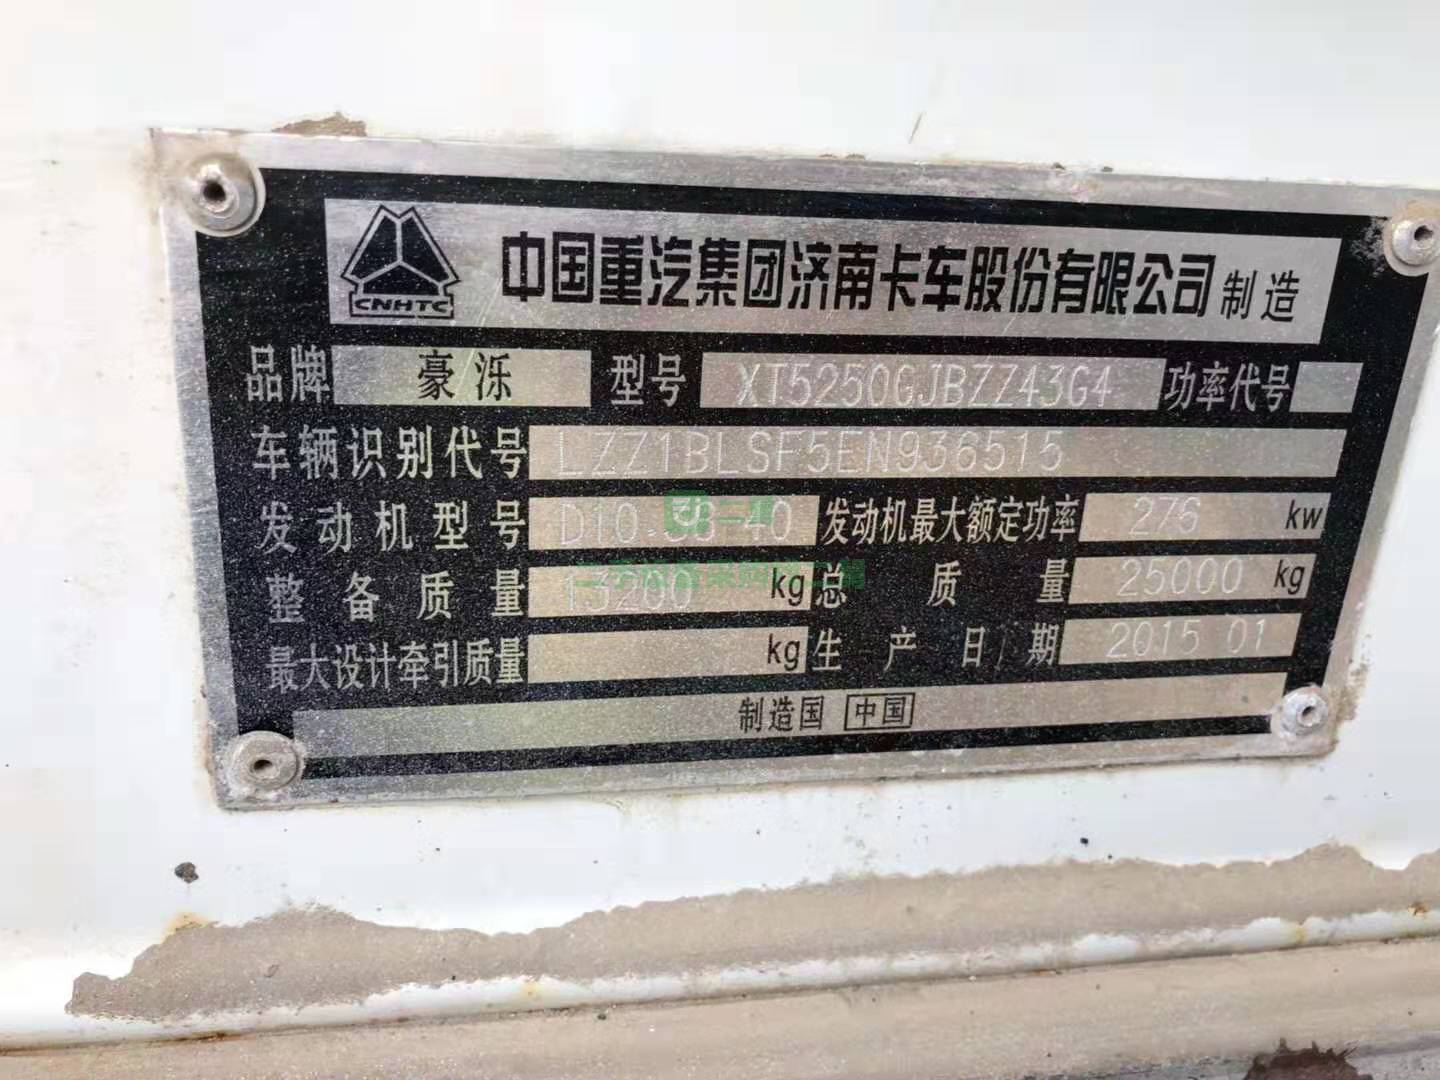 CNHTC 中国重汽集团济南卡车股份有限公司 制造
品牌 豪泺 型号 XT5250GJBZZ43G4 功率代号
车辆识别代号 LZZ1BLSF5EN936515
发动机型号 D10.38-40 发动机最大额定功率 276 kw
整备质量 13200 kg 总质量 25000 kg
最大设计牵引质量 kg 生产日期 2015 01
制造国 中国